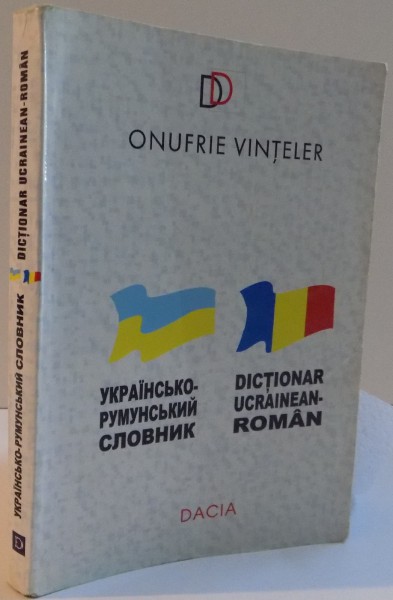 DD
ONUFRIE VINȚELER
УКРАЇНСЬКО-
РУМУНСЬКИЙ
СЛОВНИК
DICȚIONAR
UCRAINEAN-
ROMÂN
DACIA
УКРАЇНСЬКО-РУМУНСЬКИЙ СЛОВНИК
DICȚIONAR UCRAINEAN-ROMÂN
D